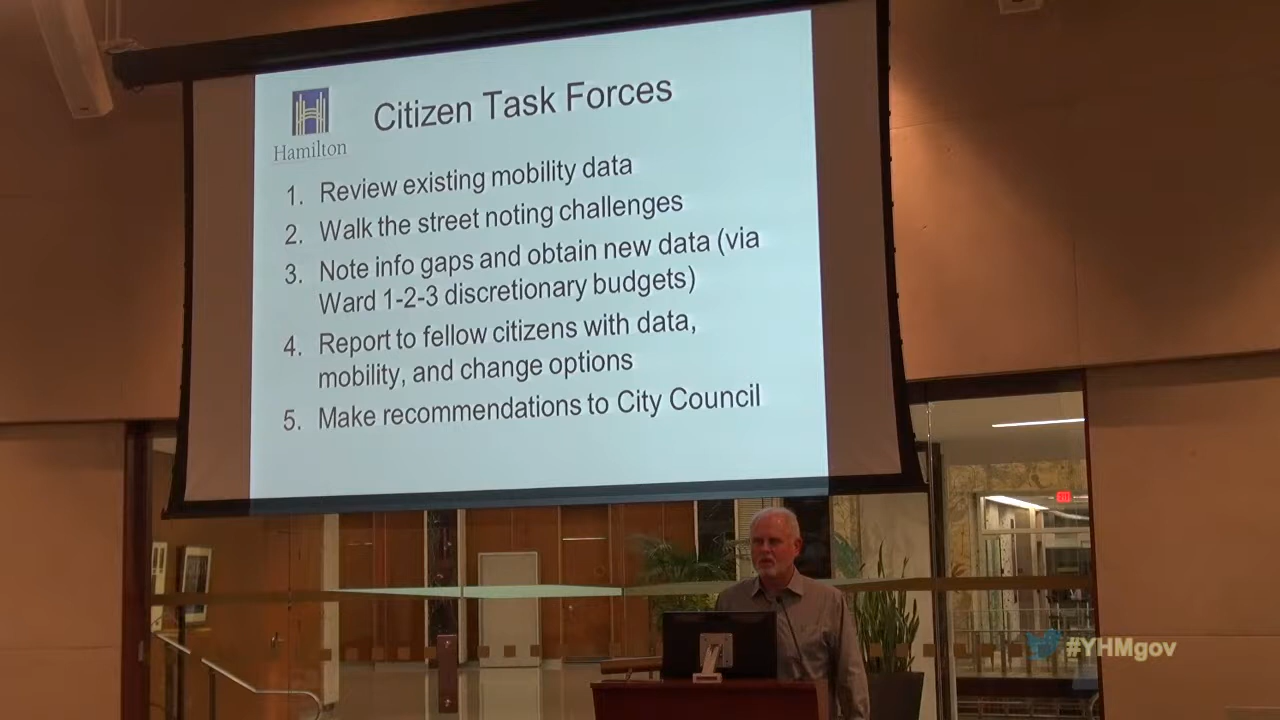 Citizen Task Forces
Hamilton
1. Review existing mobility data
2. Walk the street noting challenges
3. Note info gaps and obtain new data (via
Ward 1-2-3 discretionary budgets)
4. Report to fellow citizens with data,
mobility, and change options
5. Make recommendations to City Council
#YHMgov